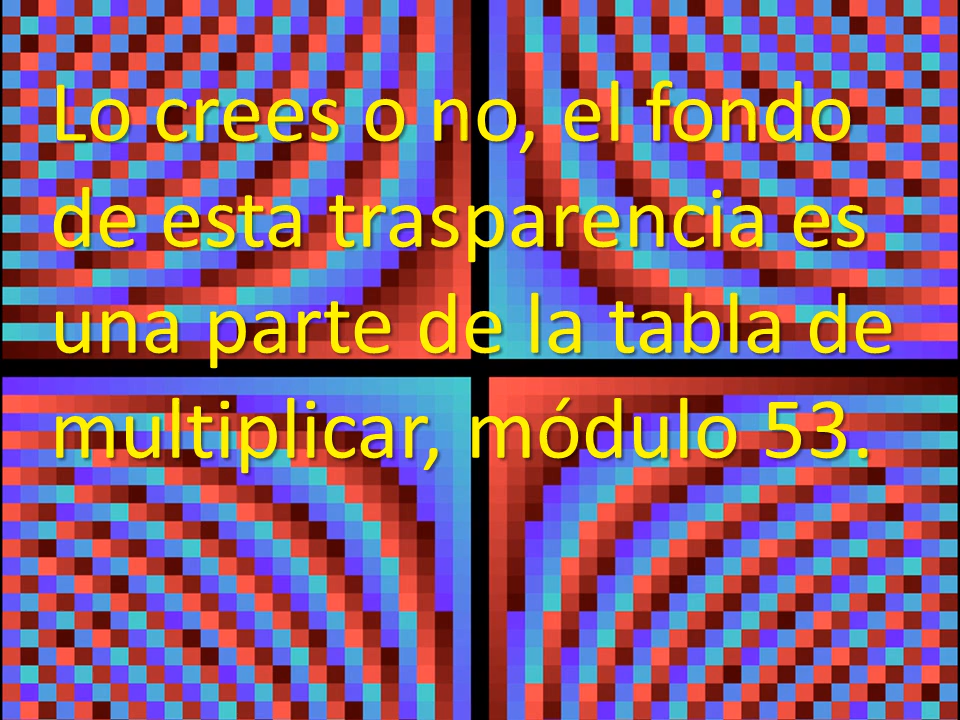 Lo crees o no, el fondo
de esta trasparencia es
una parte de la tabla de
multiplicar, módulo 53.